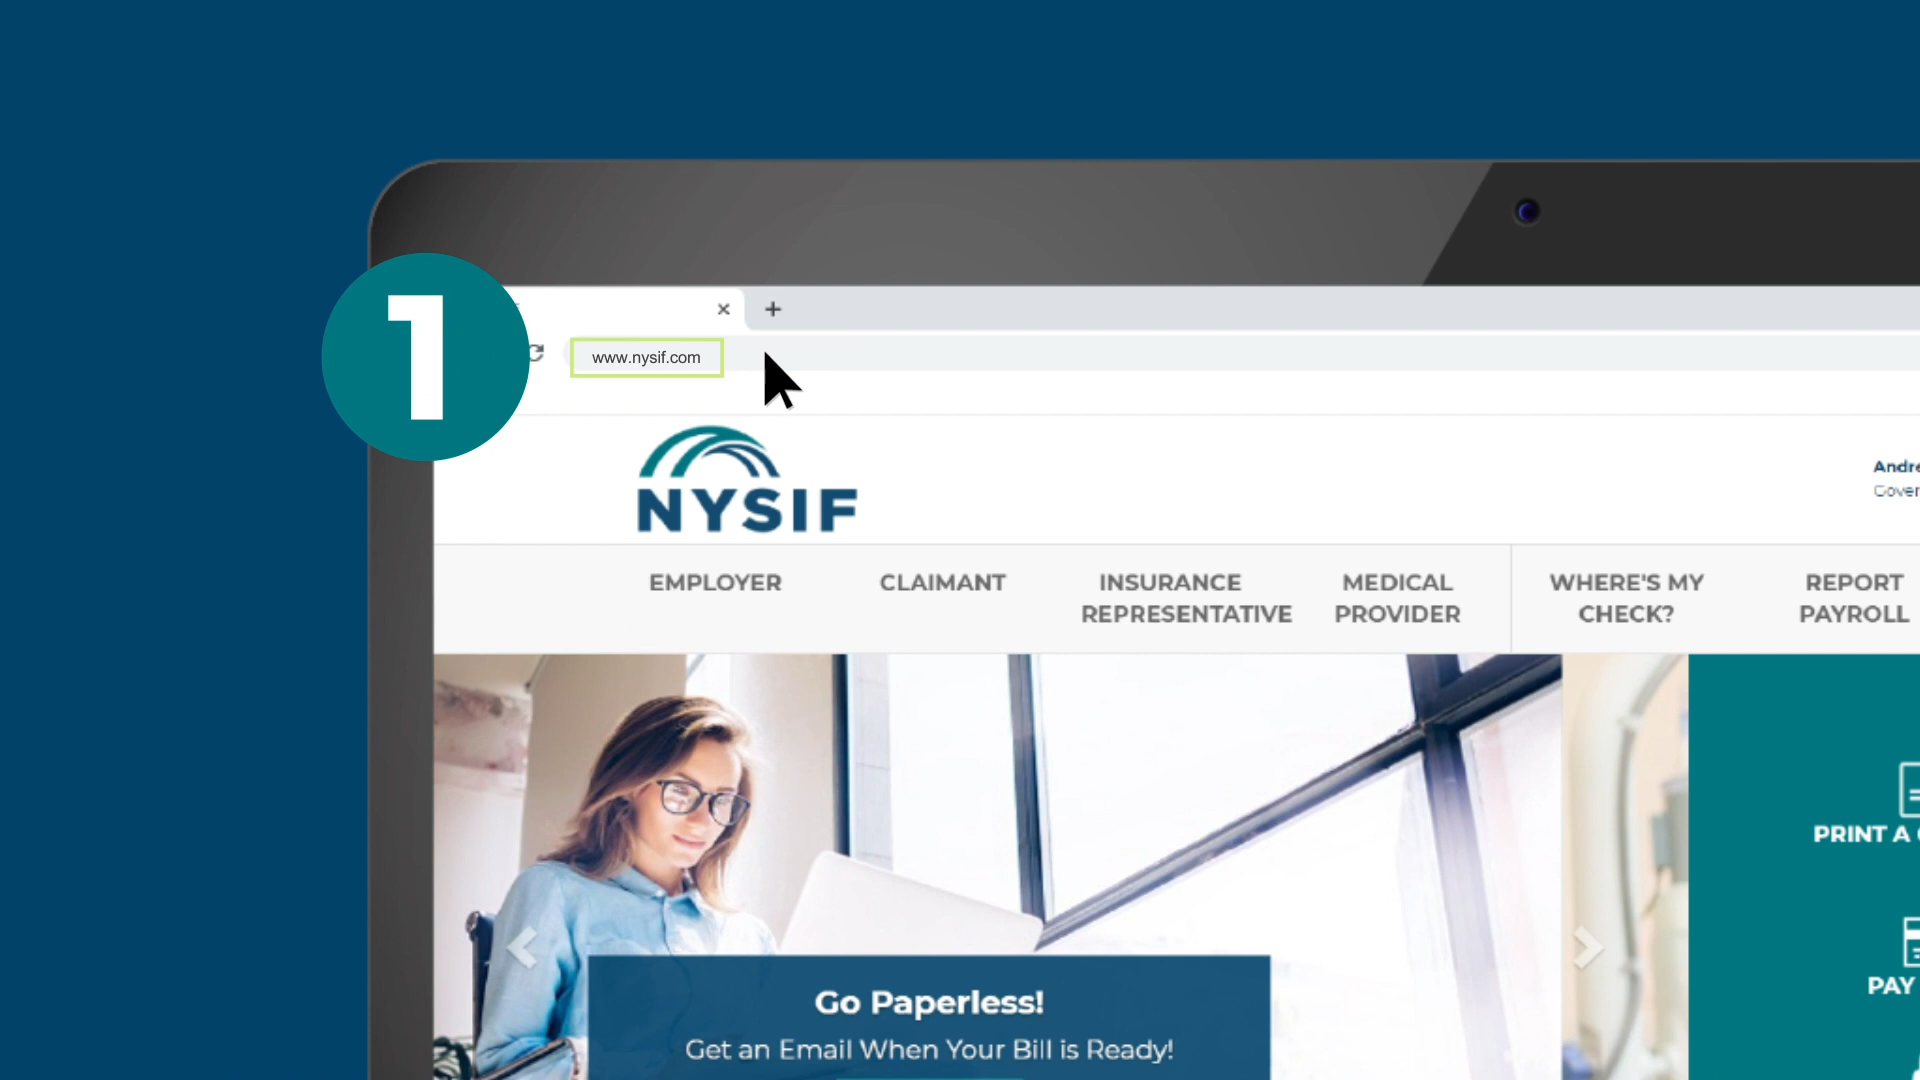 1
www.nysif.com
NYSIF
EMPLOYER
CLAIMANT
INSURANCE
REPRESENTATIVE
MEDICAL
PROVIDER
WHERE'S MY
CHECK?
REPORT
PAYROLL
PRINT A
PAY
Go Paperless!
Get an Email When Your Bill is Ready!